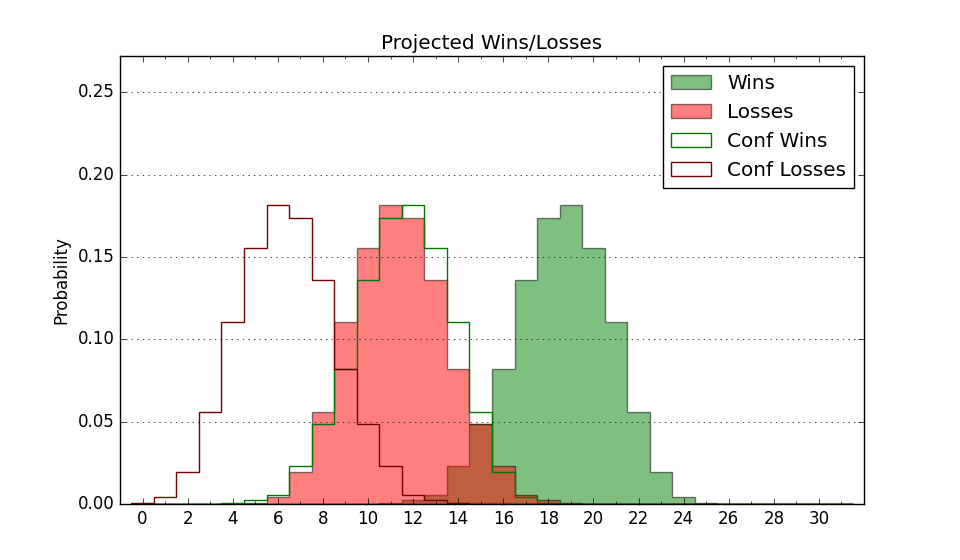 Projected Wins/Losses
Wins
Losses
Conf Wins
Conf Losses
Probability
0.25
0.20
0.15
0.10
0.05
0.00
0 2 4 6 8 10 12 14 16 18 20 22 24 26 28 30